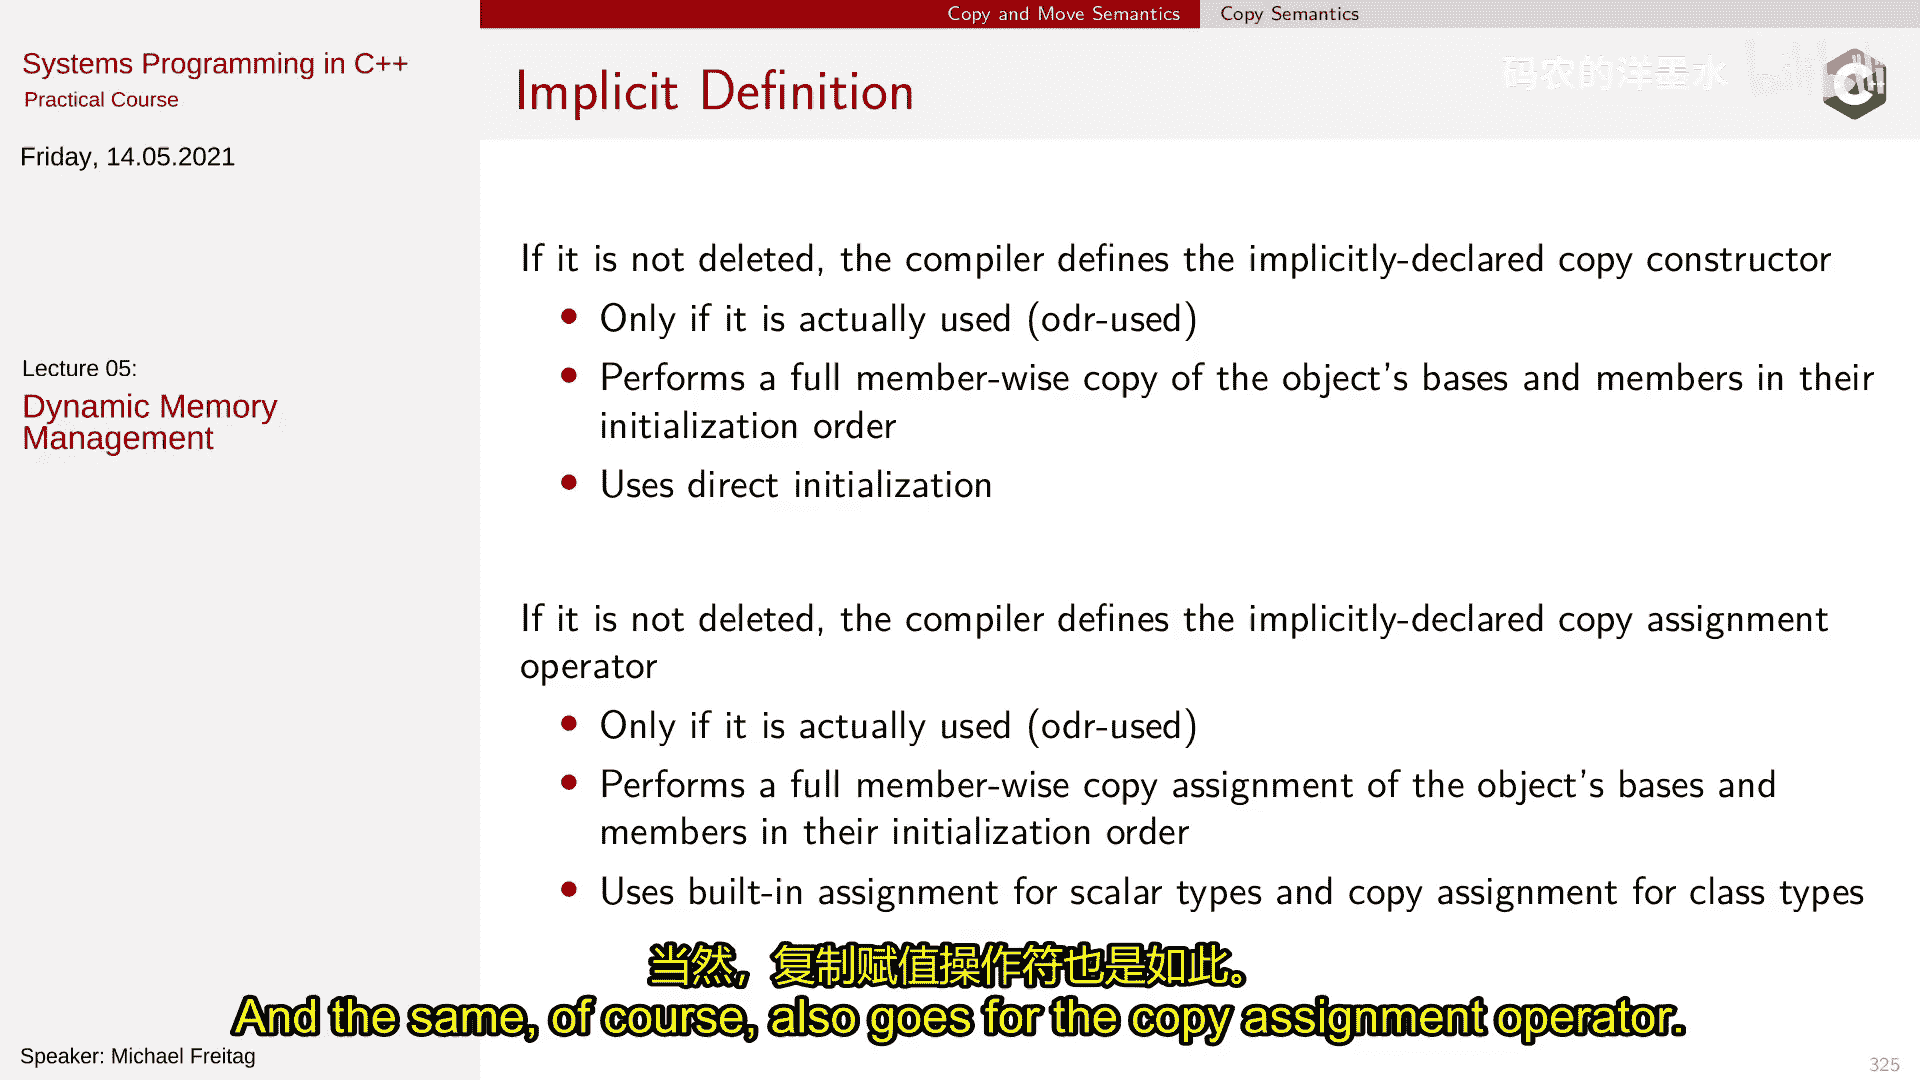 Copy and Move Semantics
Copy Semantics
Systems Programming in C++
Practical Course
Friday, 14.05.2021
Lecture 05:
Dynamic Memory
Management
Implicit Definition
码农的洋墨水
If it is not deleted, the compiler defines the implicitly-declared copy constructor
• Only if it is actually used (odr-used)
• Performs a full member-wise copy of the object's bases and members in their
initialization order
• Uses direct initialization
If it is not deleted, the compiler defines the implicitly-declared copy assignment
operator
• Only if it is actually used (odr-used)
• Performs a full member-wise copy assignment of the object's bases and
members in their initialization order
• Uses built-in assignment for scalar types and copy assignment for class types
当然，复制赋值操作符也是如此。
And the same, of course, also goes for the copy assignment operator.
Speaker: Michael Freitag
325